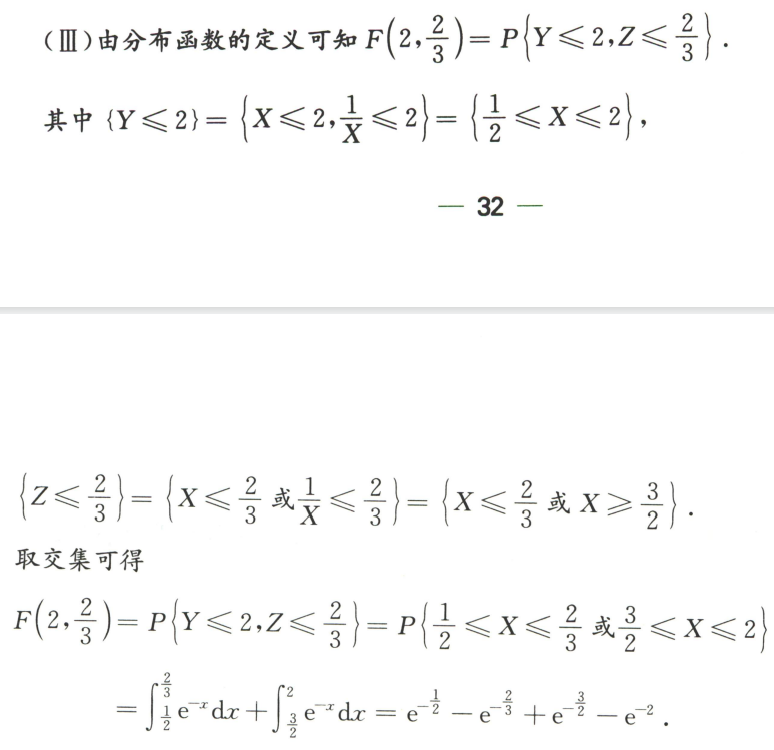 (Ⅲ)由分布函数的定义可知 F(2,2/3)= P{Y≤2,Z≤2/3}.
其中 {Y≤2}= {X≤2,1/X≤2}= {1/2≤X≤2},
— 32 —
{Z≤2/3}= {X≤2/3 或 1/X≤2/3}= {X≤2/3 或 X≥3/2}.
取交集可得
F(2,2/3)= P{Y≤2,Z≤2/3}= P{1/2≤X≤2/3 或 3/2≤X≤2}
=∫_{1/2}^{2/3} e^{-x}dx+∫_{3/2}^{2} e^{-x}dx = e^{-1/2}-e^{-2/3}+e^{-3/2}-e^{-2}.